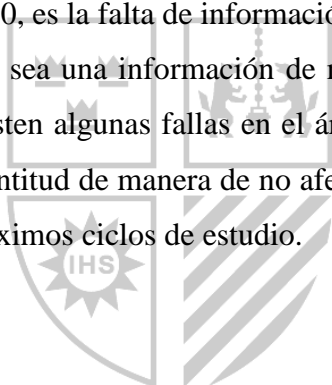 0, es la falta de informació
sea una información de
sten algunas fallas en el
ntitud de manera de no
ximos ciclos de estudio.
IHS